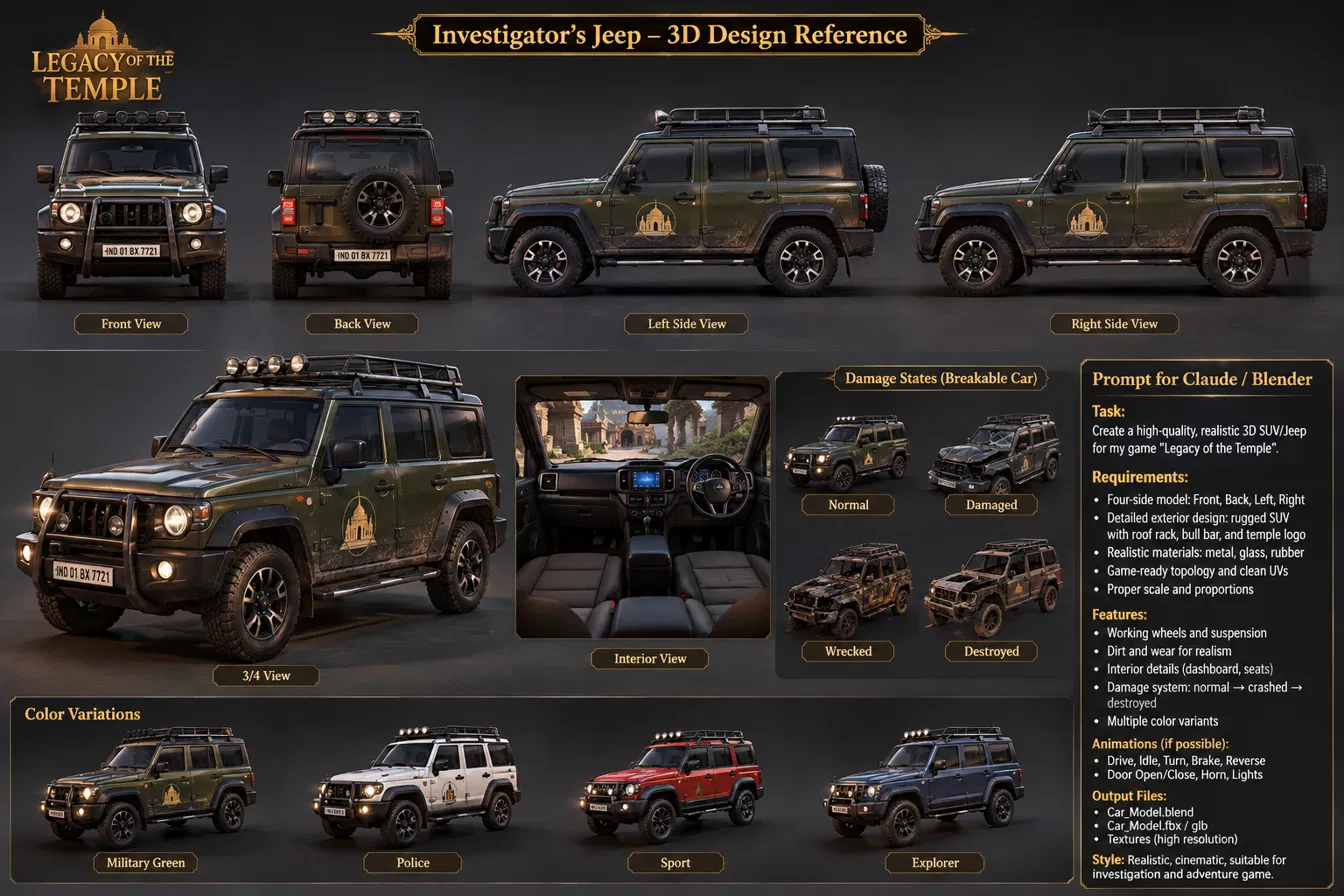 LEGACY OF THE
TEMPLE
Investigator's Jeep – 3D Design Reference
IND 01 BX 7721
IND 01 BX 7721
Front View
Back View
Left Side View
Right Side View
IND 01 BX 7721
3/4 View
Interior View
Damage States (Breakable Car)
Normal
Damaged
Wrecked
Destroyed
Prompt for Claude / Blender
Task:
Create a high-quality, realistic 3D SUV/Jeep
for my game "Legacy of the Temple".
Requirements:
• Four-side model: Front, Back, Left, Right
• Detailed exterior design: rugged SUV
with roof rack, bull bar, and temple logo
• Realistic materials: metal, glass, rubber
• Game-ready topology and clean UVs
• Proper scale and proportions
Features:
• Working wheels and suspension
• Dirt and wear for realism
• Interior details (dashboard, seats)
• Damage system: normal → crashed →
destroyed
• Multiple color variants
Animations (if possible):
• Drive, Idle, Turn, Brake, Reverse
• Door Open/Close, Horn, Lights
Output Files:
• Car_Model.blend
• Car_Model.fbx / glb
• Textures (high resolution)
Style: Realistic, cinematic, suitable for
investigation and adventure game.
Color Variations
Military Green
Police
Sport
Explorer